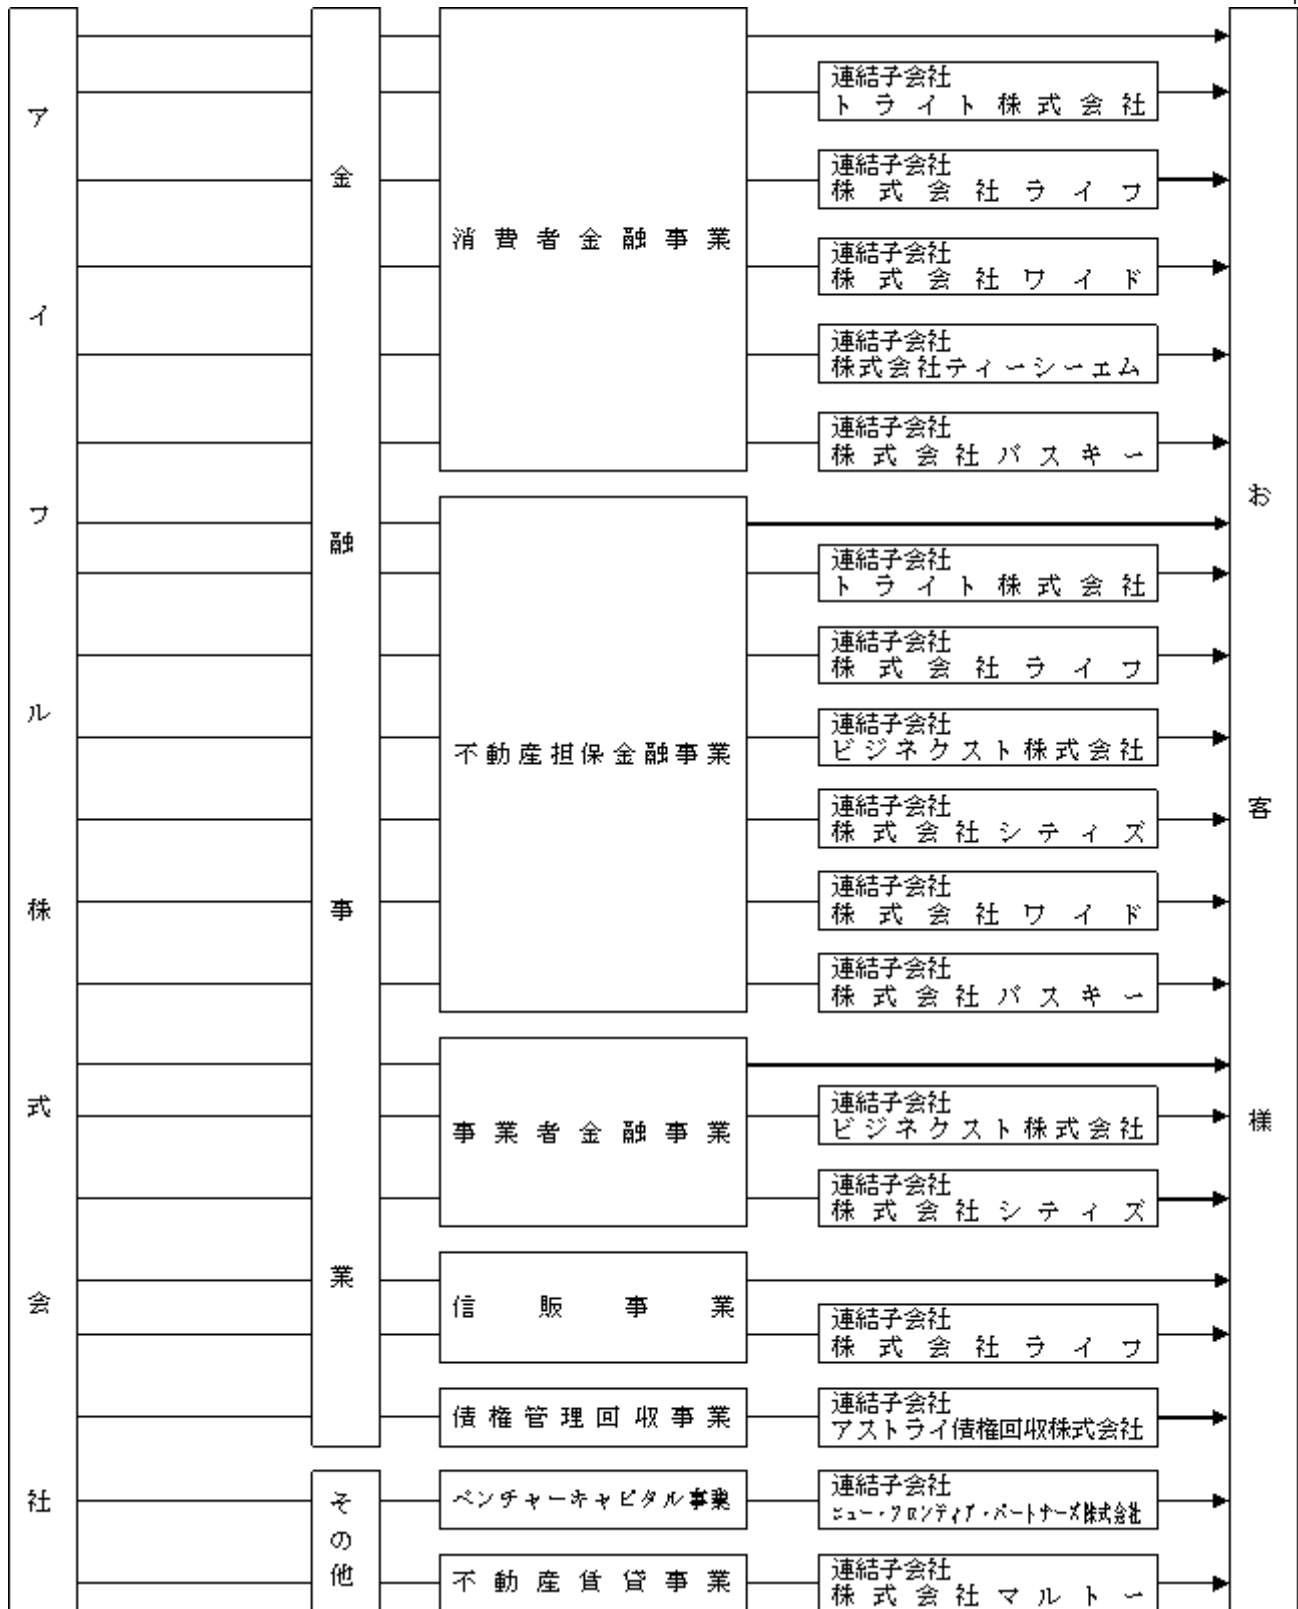 アイフル株式会社
金融事業
消費者金融事業
連結子会社
トライト株式会社
連結子会社
株式会社ライフ
連結子会社
株式会社ワイド
連結子会社
株式会社ティーシーエム
連結子会社
株式会社パスキー
不動産担保金融事業
連結子会社
トライト株式会社
連結子会社
株式会社ライフ
連結子会社
ビジネクスト株式会社
連結子会社
株式会社シティズ
連結子会社
株式会社ワイド
連結子会社
株式会社パスキー
事業者金融事業
連結子会社
ビジネクスト株式会社
連結子会社
株式会社シティズ
信販事業
連結子会社
株式会社ライフ
債権管理回収事業
連結子会社
アストライ債権回収株式会社
その他
ベンチャーキャピタル事業
連結子会社
ニュー・フロンティア・パートナーズ株式会社
不動産賃貸事業
連結子会社
株式会社マルトー
お客様